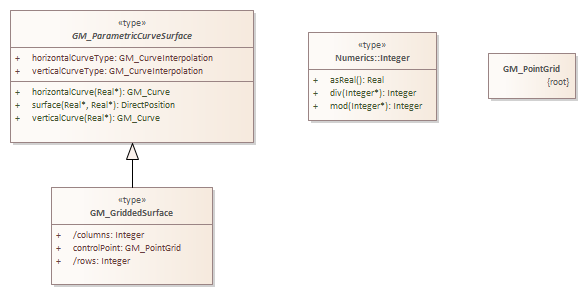 «type»
GM_ParametricCurveSurface
+ horizontalCurveType: GM_CurveInterpolation
+ verticalCurveType: GM_CurveInterpolation
+ horizontalCurve(Real*): GM_Curve
+ surface(Real*, Real*): DirectPosition
+ verticalCurve(Real*): GM_Curve
«type»
Numerics::Integer
+ asReal(): Real
+ div(Integer*): Integer
+ mod(Integer*): Integer
GM_PointGrid
{root}
«type»
GM_GriddedSurface
+ /columns: Integer
+ controlPoint: GM_PointGrid
+ /rows: Integer